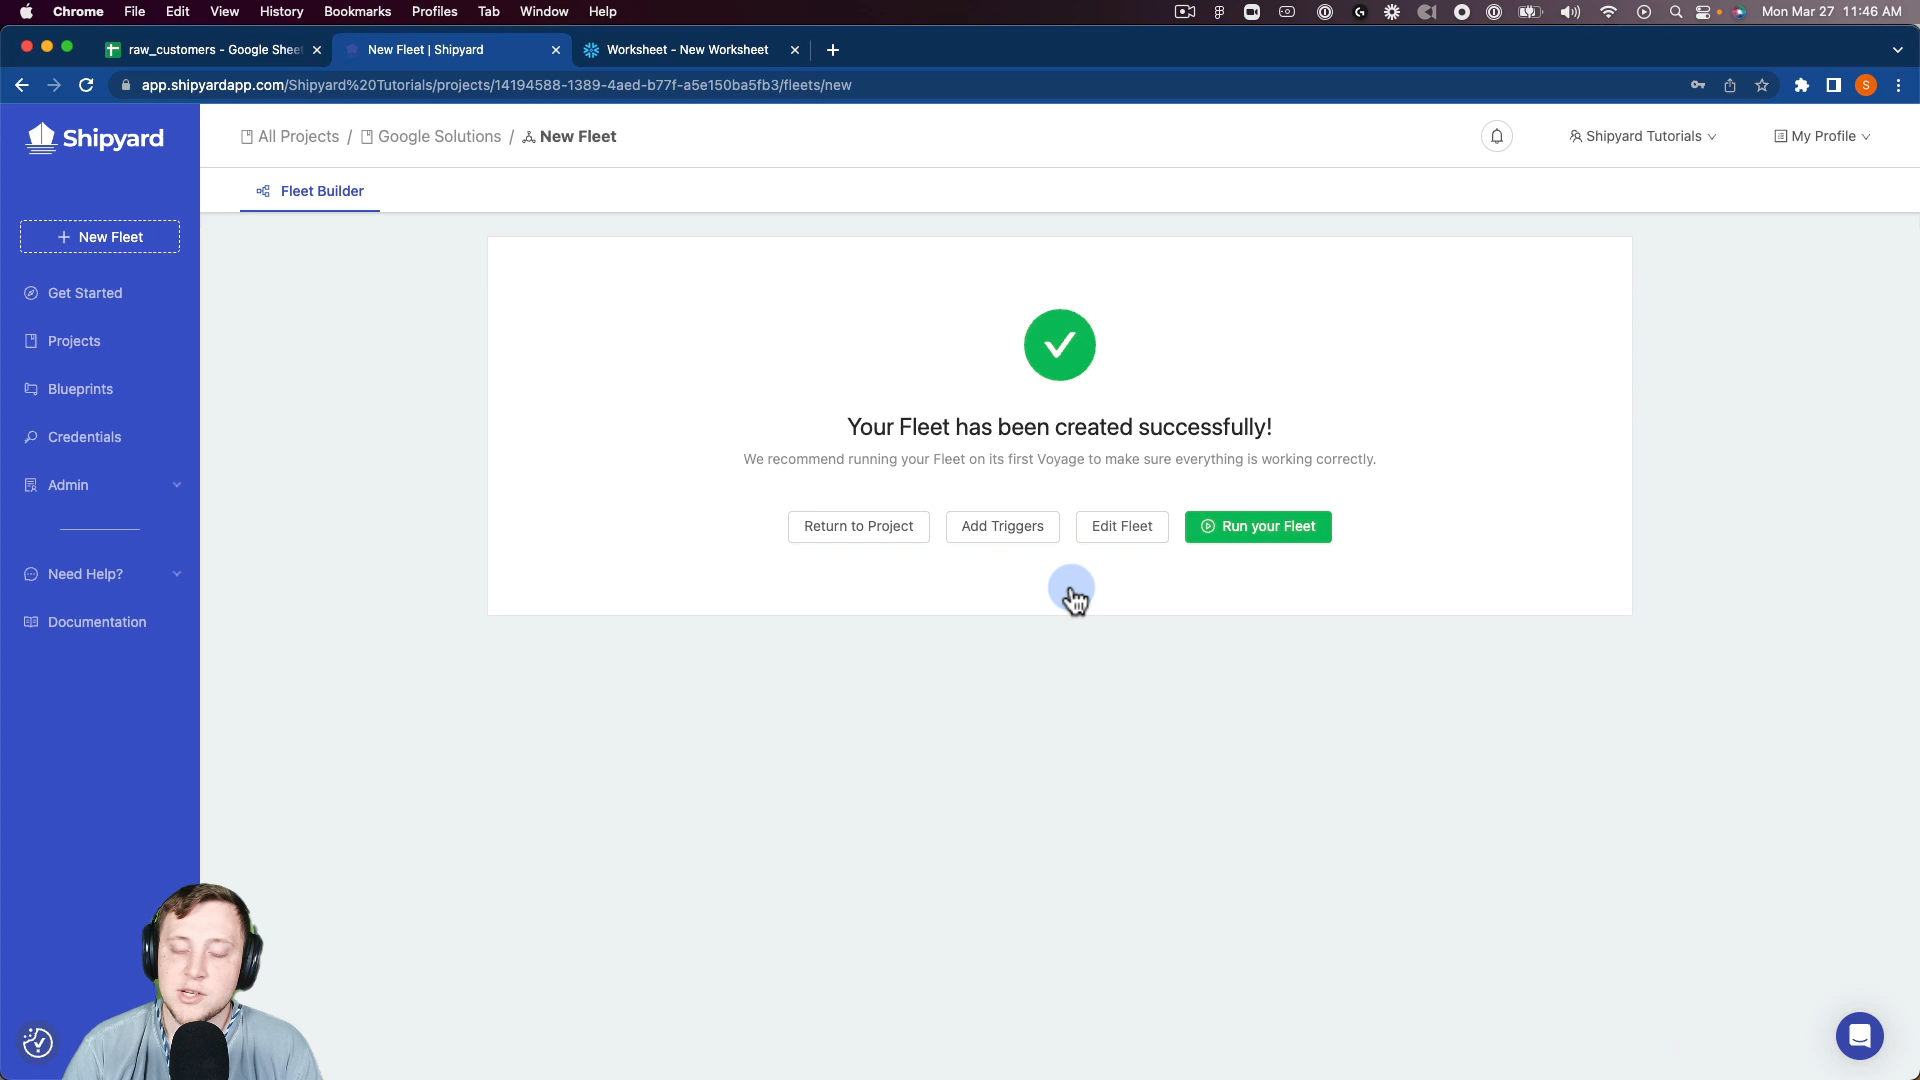 Chrome File Edit View History Bookmarks Profiles Tab Window Help Mon Mar 27 11:46 AM
raw_customers - Google Shee New Fleet | Shipyard Worksheet - New Worksheet
app.shipyardapp.com/Shipyard%20Tutorials/projects/14194588-1389-4aed-b77f-a5e150ba5fb3/fleets/new S
Shipyard
All Projects / Google Solutions / New Fleet
Shipyard Tutorials
My Profile
Fleet Builder
+ New Fleet
Get Started
Projects
Blueprints
Credentials
Admin
Need Help?
Documentation
Your Fleet has been created successfully!
We recommend running your Fleet on its first Voyage to make sure everything is working correctly.
Return to Project Add Triggers Edit Fleet Run your Fleet